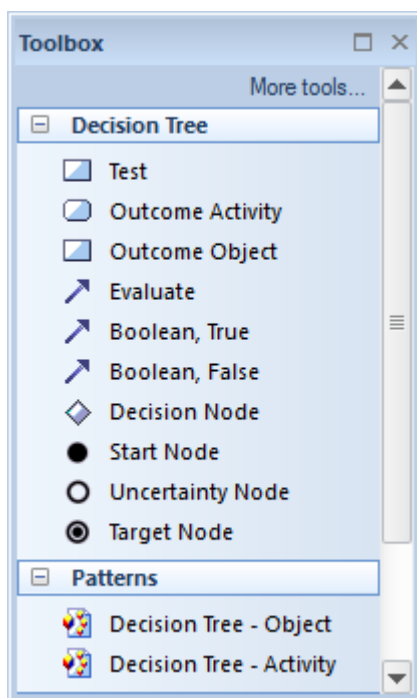 Toolbox
More tools...
Decision Tree
Test
Outcome Activity
Outcome Object
Evaluate
Boolean, True
Boolean, False
Decision Node
Start Node
Uncertainty Node
Target Node
Patterns
Decision Tree - Object
Decision Tree - Activity